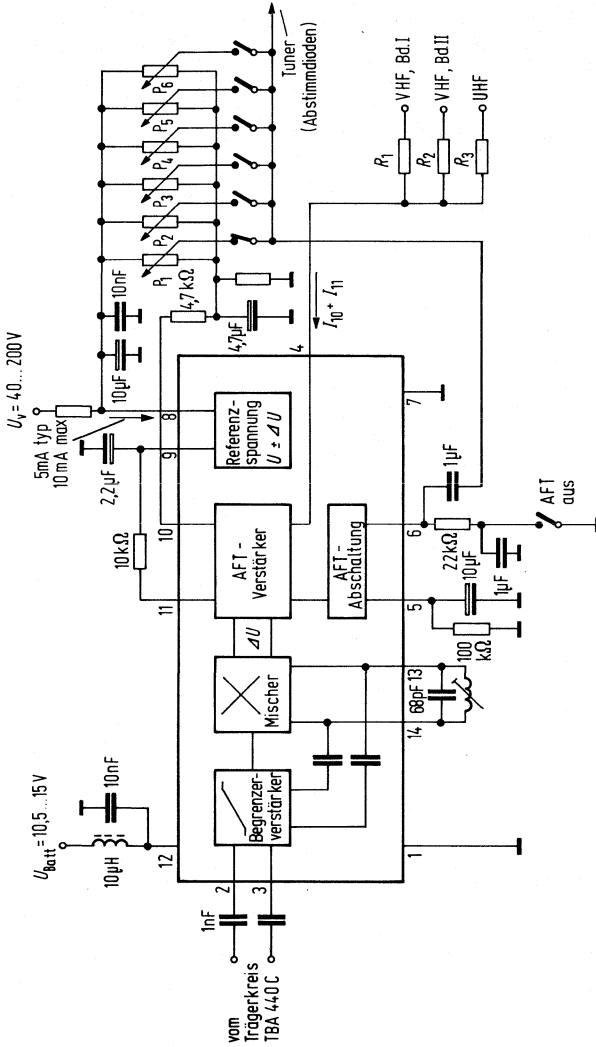 U_Batt = 10,5...15 V
10µH
10nF
12
2
3
1nF
vom
Trägerkreis
TBA 440 C
Begrenzer-
verstärker
Mischer
ΔU
AFT-
Verstärker
Referenz-
spannung
U ± ΔU
AFT-
Abschaltung
11
10
9
8
10kΩ
2,2µF
5mA typ
10 mA max
U_v = 40...200V
10µF
10nF
4,7kΩ
4,7µF
P1
P2
P3
P4
P5
P6
Tuner
(Abstimmdioden)
4
I10 + I11
R1
VHF, Bd.I
R2
VHF, Bd.II
R3
UHF
1
14
13
68pF
5
6
7
100
kΩ
10µF
22kΩ
1µF
1µF
AFT
aus